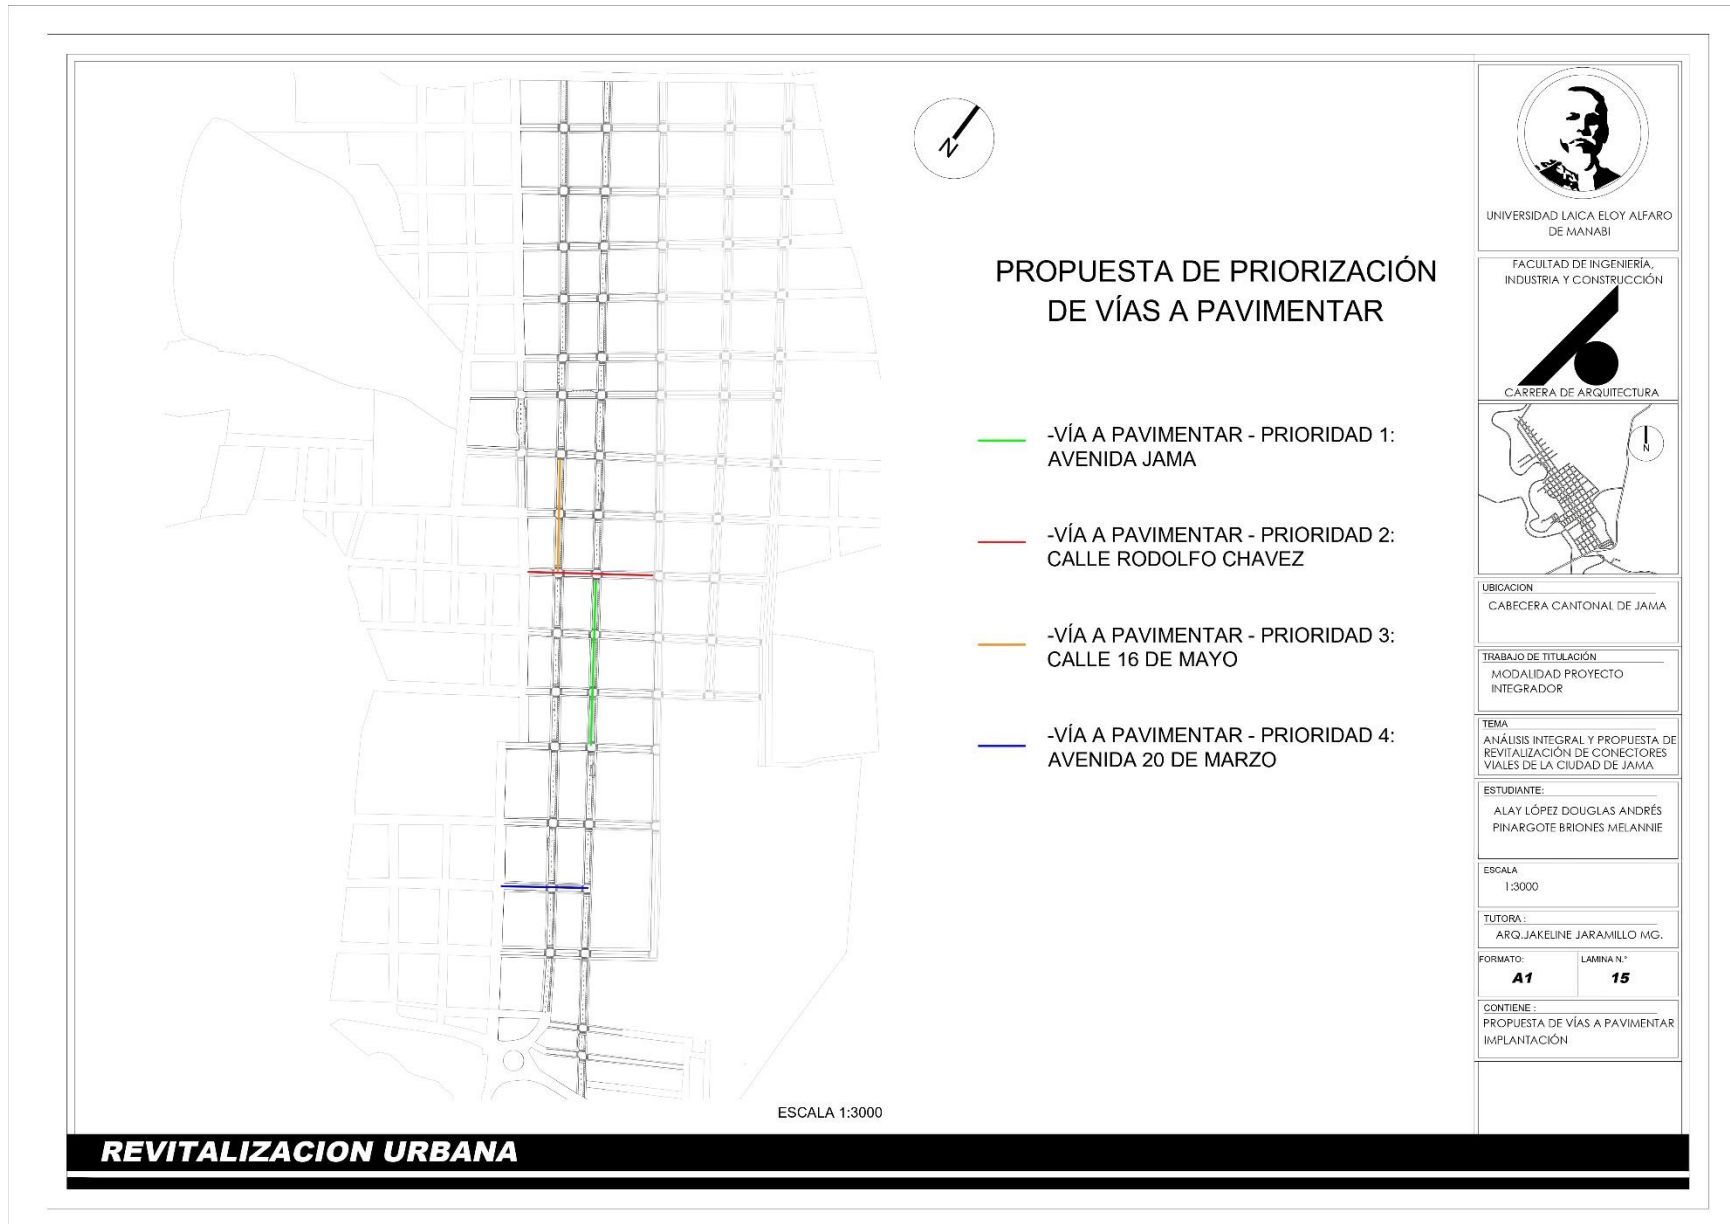 N
PROPUESTA DE PRIORIZACIÓN
DE VÍAS A PAVIMENTAR
-VÍA A PAVIMENTAR - PRIORIDAD 1:
AVENIDA JAMA
-VÍA A PAVIMENTAR - PRIORIDAD 2:
CALLE RODOLFO CHAVEZ
-VÍA A PAVIMENTAR - PRIORIDAD 3:
CALLE 16 DE MAYO
-VÍA A PAVIMENTAR - PRIORIDAD 4:
AVENIDA 20 DE MARZO
ESCALA 1:3000
UNIVERSIDAD LAICA ELOY ALFARO
DE MANABI
FACULTAD DE INGENIERÍA,
INDUSTRIA Y CONSTRUCCIÓN
CARRERA DE ARQUITECTURA
N
UBICACION
CABECERA CANTONAL DE JAMA
TRABAJO DE TITULACIÓN
MODALIDAD PROYECTO
INTEGRADOR
TEMA
ANÁLISIS INTEGRAL Y PROPUESTA DE
REVITALIZACIÓN DE CONECTORES
VIALES DE LA CIUDAD DE JAMA
ESTUDIANTE:
ALAY LÓPEZ DOUGLAS ANDRÉS
PINARGOTE BRIONES MELANNIE
ESCALA
1:3000
TUTORA :
ARQ.JAKELINE JARAMILLO MG.
FORMATO:
A1
LAMINA N.°
15
CONTIENE :
PROPUESTA DE VÍAS A PAVIMENTAR
IMPLANTACIÓN
REVITALIZACION URBANA